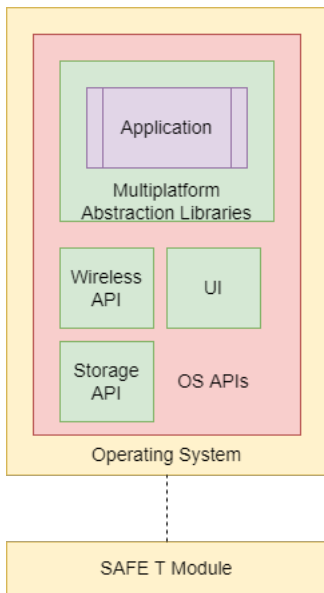 Application
Multiplatform
Abstraction Libraries
Wireless
API
UI
Storage
API
OS APIs
Operating System
SAFE T Module